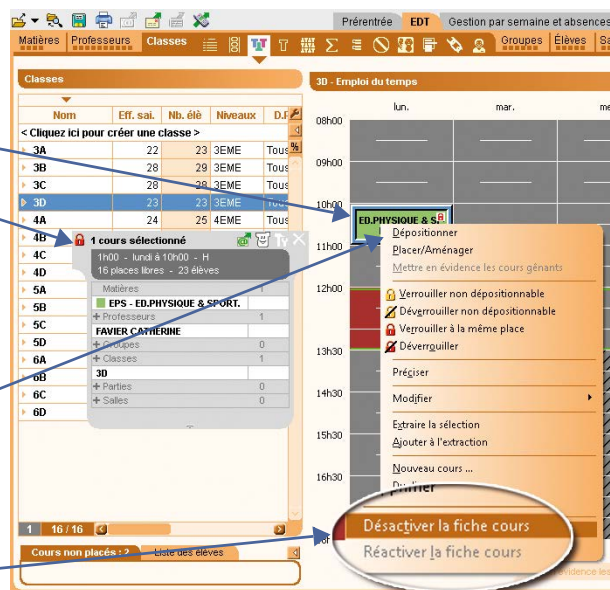 Prérentrée EDT Gestion par semaine et absences
Matières Professeurs Classes Groupes Élèves
Classes
Nom Eff. sai. Nb. élè Niveaux
< Cliquez ici pour créer une classe >
3A 22 23 3EME Tous
3B 28 29 3EME Tous
3C 28 28 3EME Tous
3D 23 23 3EME Tous
4A 24 25 4EME Tous
4B
4C
4D
5A
5B
5C
5D
6A
6B
6C
6D
1 cours sélectionné
1h00 - lundi à 10h00 - H
16 places libres - 23 élèves
Matières 1
EPS - ED.PHYSIQUE & SPORT.
+ Professeurs 1
FAVIER CATHERINE
+ Groupes 0
+ Classes 1
3D
+ Parties 0
+ Salles 0
1 16 / 16
Cours non placés : 2 Liste des élèves
3D - Emploi du temps
lun. mar.
08h00
09h00
10h00
11h00
12h00
13h30
14h30
15h30
16h30
ED.PHYSIQUE &
Dépositionner
Placer/Aménager
Mettre en évidence les cours gênants
Verrouiller non dépositionnable
Déverrouiller non dépositionnable
Verrouiller à la même place
Déverrouiller
Préciser
Modifier
Extraire la sélection
Ajouter à l'extraction
Nouveau cours ...
Désactiver la fiche cours
Réactiver la fiche cours